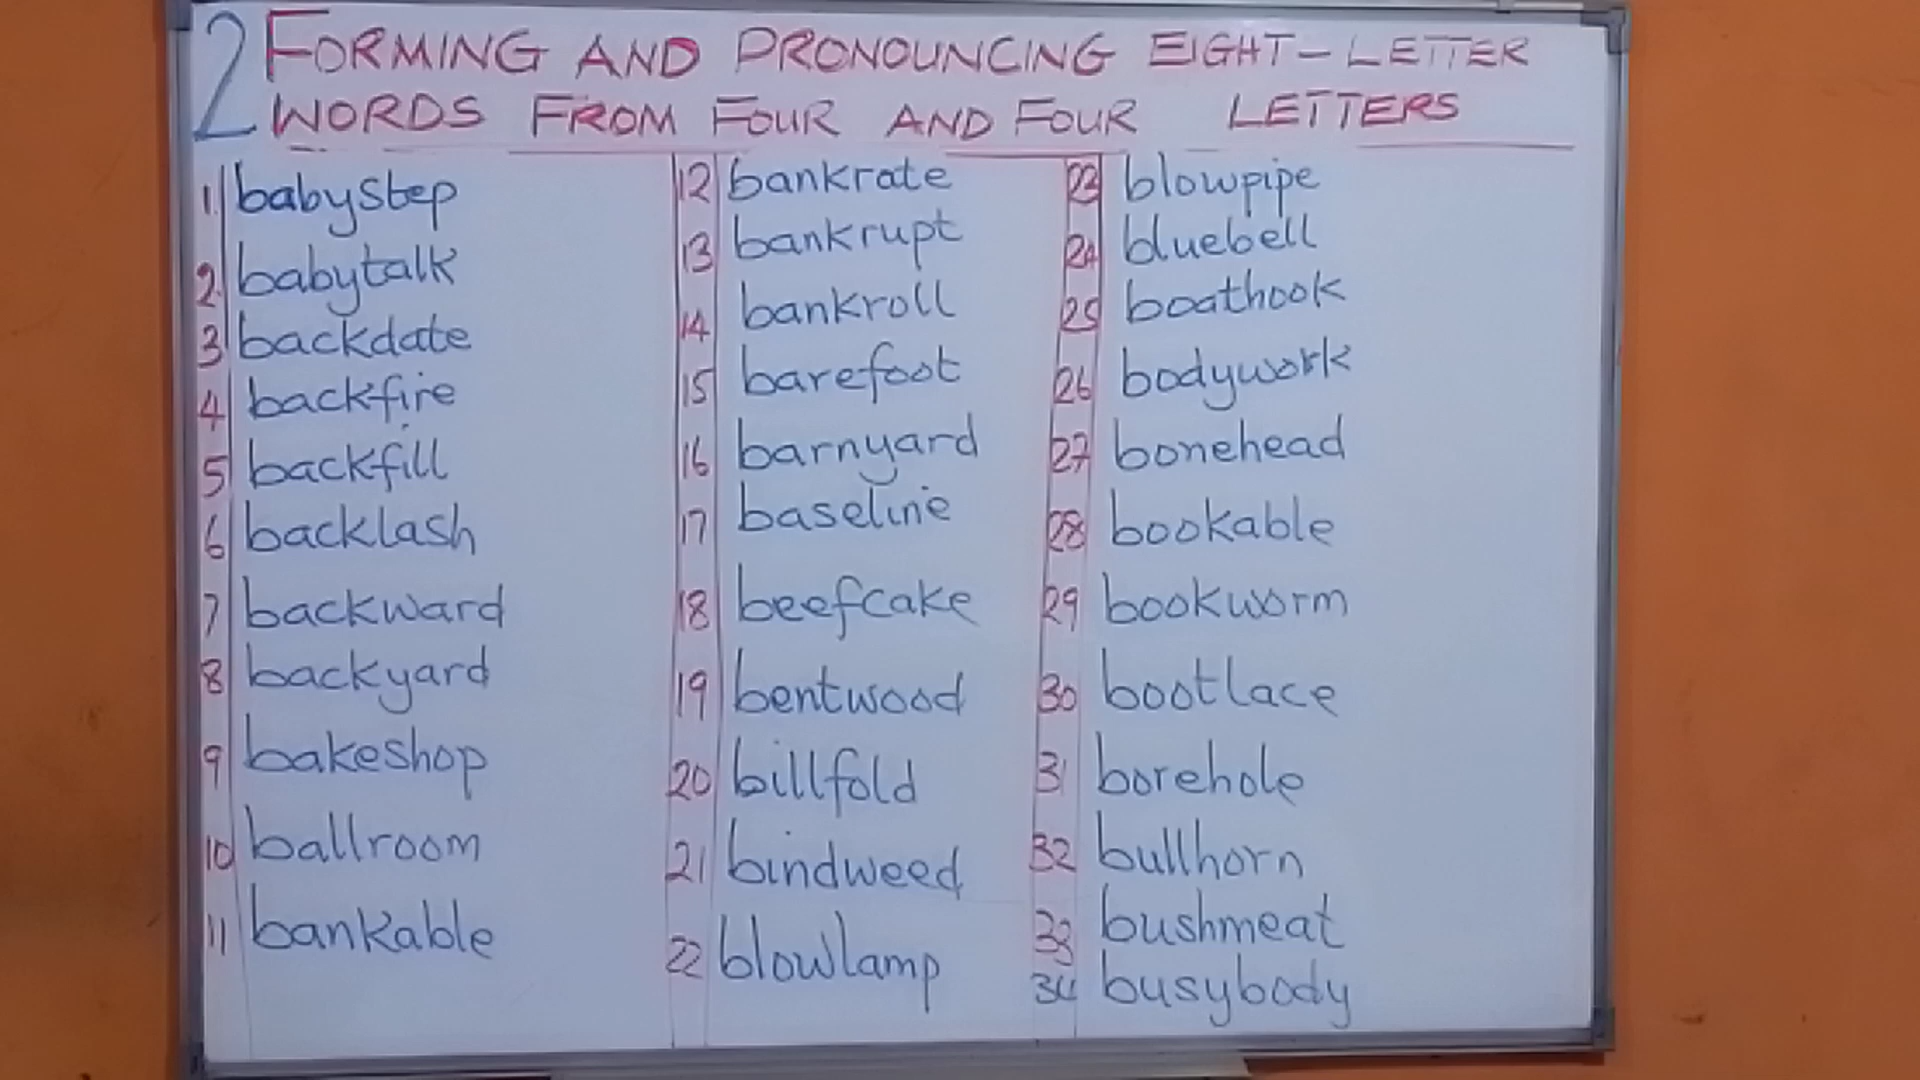 2 FORMING AND PRONOUNCING EIGHT-LETTER
WORDS FROM FOUR AND FOUR LETTERS
1 babystep
2 babytalk
3 backdate
4 backfire
5 backfill
6 backlash
7 backward
8 backyard
9 bakeshop
10 ballroom
11 bankable
12 bankrate
13 bankrupt
14 bankroll
15 barefoot
16 barnyard
17 baseline
18 beefcake
19 bentwood
20 billfold
21 bindweed
22 blowlamp
23 blowpipe
24 bluebell
25 boathook
26 bodywork
27 bonehead
28 bookable
29 bookworm
30 bootlace
31 borehole
32 bullhorn
33 bushmeat
34 busybody